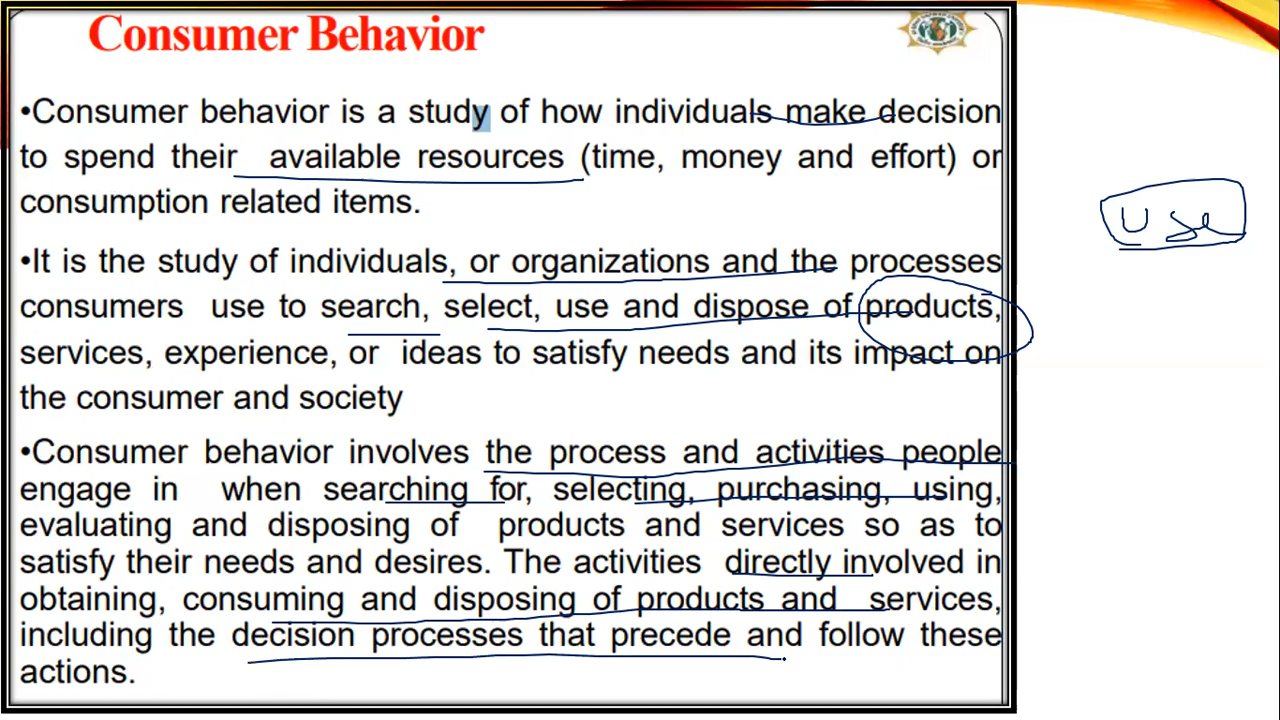 Consumer Behavior
•Consumer behavior is a study of how individuals make decision
to spend their available resources (time, money and effort) or
consumption related items.
•It is the study of individuals, or organizations and the processes
consumers use to search, select, use and dispose of products,
services, experience, or ideas to satisfy needs and its impact on
the consumer and society
•Consumer behavior involves the process and activities people
engage in when searching for, selecting, purchasing, using,
evaluating and disposing of products and services so as to
satisfy their needs and desires. The activities directly involved in
obtaining, consuming and disposing of products and services,
including the decision processes that precede and follow these
actions.
Use